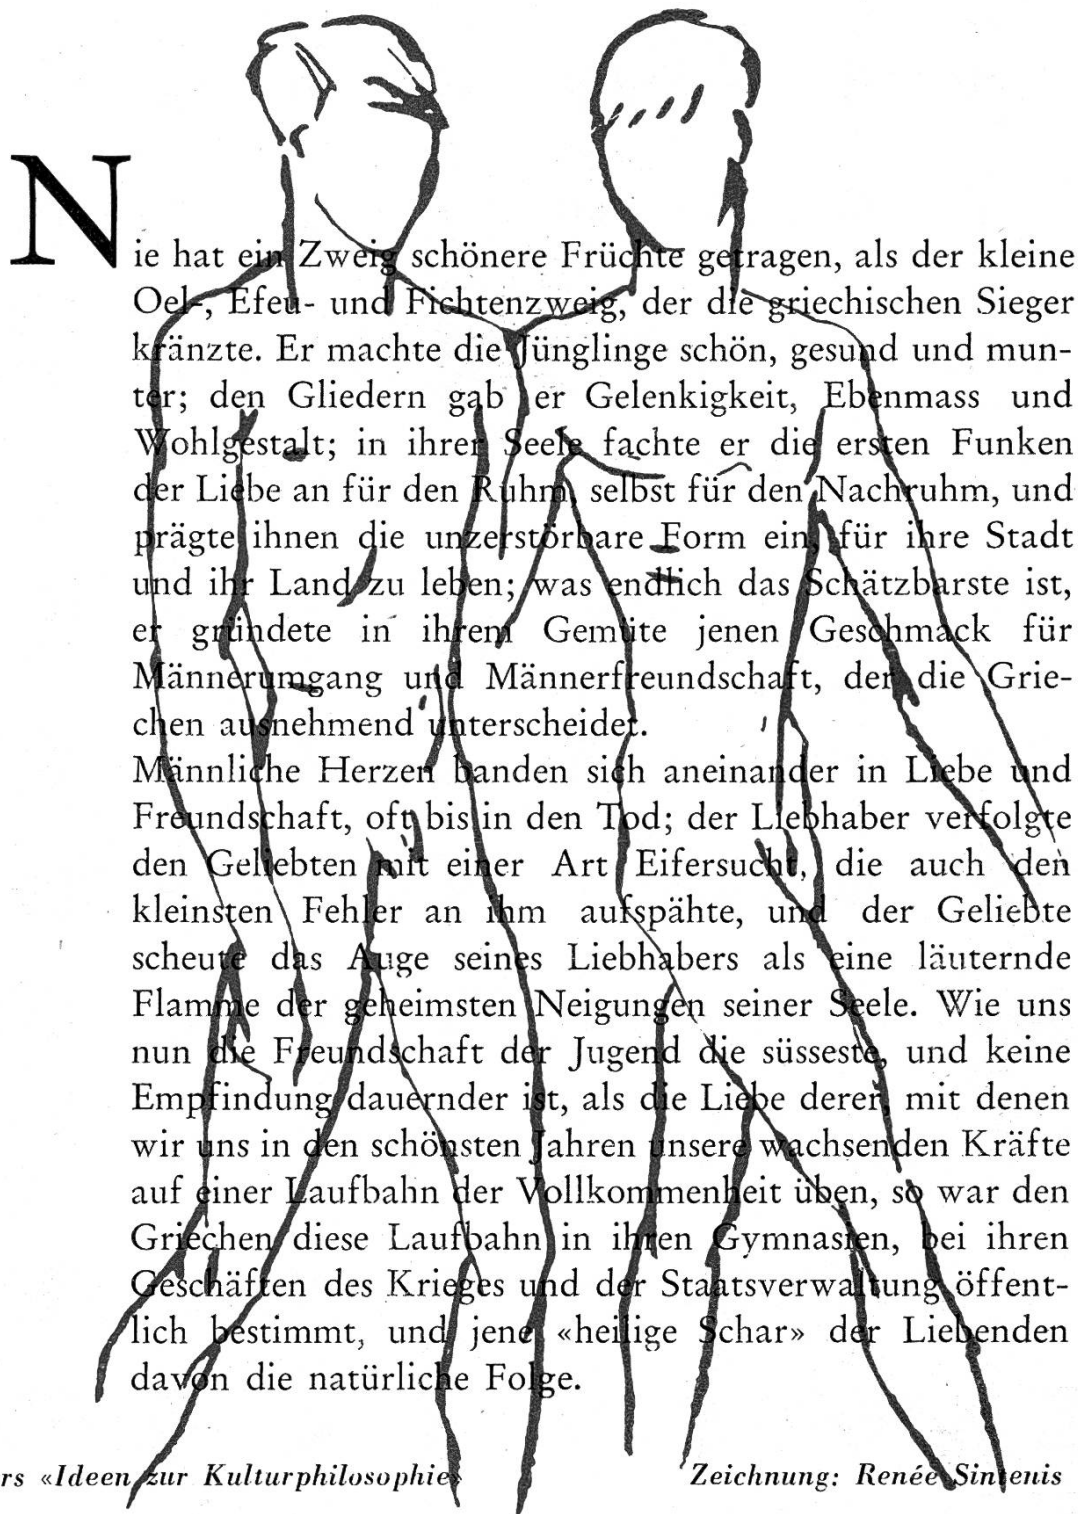 Nie hat ein Zweig schönere Früchte getragen, als der kleine
Oel-, Efeu- und Fichtenzweig, der die griechischen Sieger
kränzte. Er machte die Jünglinge schön, gesund und mun-
ter; den Gliedern gab er Gelenkigkeit, Ebenmass und
Wohlgestalt; in ihrer Seele fachte er die ersten Funken
der Liebe an für den Ruhm, selbst für den Nachruhm, und
prägte ihnen die unzerstörbare Form ein, für ihre Stadt
und ihr Land zu leben; was endlich das Schätzbarste ist,
er gründete in ihrem Gemüte jenen Geschmack für
Männerumgang und Männerfreundschaft, der die Grie-
chen ausnehmend unterscheidet.
Männliche Herzen banden sich aneinander in Liebe und
Freundschaft, oft bis in den Tod; der Liebhaber verfolgte
den Geliebten mit einer Art Eifersucht, die auch den
kleinsten Fehler an ihm aufspähte, und der Geliebte
scheute das Auge seines Liebhabers als eine läuternde
Flamme der geheimsten Neigungen seiner Seele. Wie uns
nun die Freundschaft der Jugend die süsseste, und keine
Empfindung dauernder ist, als die Liebe derer, mit denen
wir uns in den schönsten Jahren unsere wachsenden Kräfte
auf einer Laufbahn der Vollkommenheit üben, so war den
Griechen diese Laufbahn in ihren Gymnasien, bei ihren
Geschäften des Krieges und der Staatsverwaltung öffent-
lich bestimmt, und jene «heilige Schar» der Liebenden
davon die natürliche Folge.
rs «Ideen zur Kulturphilosophie» Zeichnung: Renée Sintenis